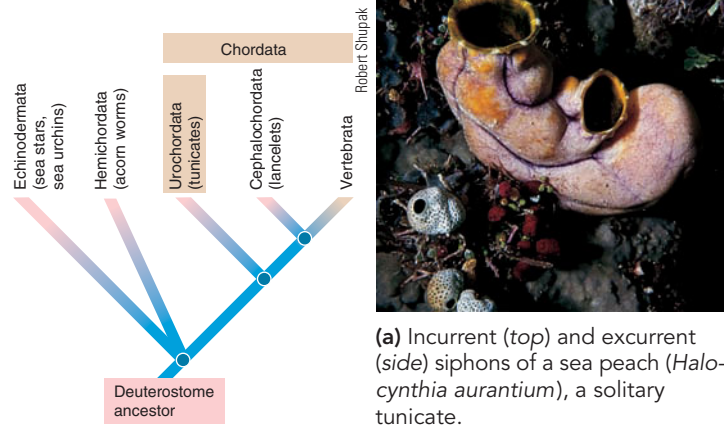 Chordata
Echinodermata
(sea stars,
sea urchins)
Hemichordata
(acorn worms)
Urochordata
(tunicates)
Cephalochordata
(lancelets)
Vertebrata
Deuterostome
ancestor
Robert Shupak
(a) Incurrent (top) and excurrent
(side) siphons of a sea peach (Halo-
cynthia aurantium), a solitary
tunicate.